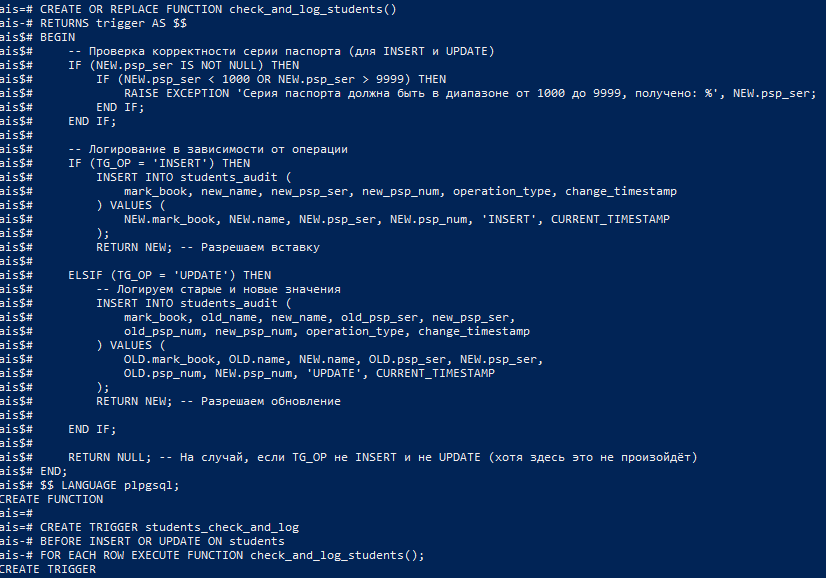 ais=# CREATE OR REPLACE FUNCTION check_and_log_students()
ais-# RETURNS trigger AS $$
ais$# BEGIN
ais$#     -- Проверка корректности серии паспорта (для INSERT и UPDATE)
ais$#     IF (NEW.psp_ser IS NOT NULL) THEN
ais$#         IF (NEW.psp_ser < 1000 OR NEW.psp_ser > 9999) THEN
ais$#             RAISE EXCEPTION 'Серия паспорта должна быть в диапазоне от 1000 до 9999, получено: %', NEW.psp_ser;
ais$#         END IF;
ais$#     END IF;
ais$#
ais$#     -- Логирование в зависимости от операции
ais$#     IF (TG_OP = 'INSERT') THEN
ais$#         INSERT INTO students_audit (
ais$#             mark_book, new_name, new_psp_ser, new_psp_num, operation_type, change_timestamp
ais$#         ) VALUES (
ais$#             NEW.mark_book, NEW.name, NEW.psp_ser, NEW.psp_num, 'INSERT', CURRENT_TIMESTAMP
ais$#         );
ais$#         RETURN NEW; -- Разрешаем вставку
ais$#
ais$#     ELSIF (TG_OP = 'UPDATE') THEN
ais$#         -- Логируем старые и новые значения
ais$#         INSERT INTO students_audit (
ais$#             mark_book, old_name, new_name, old_psp_ser, new_psp_ser,
ais$#             old_psp_num, new_psp_num, operation_type, change_timestamp
ais$#         ) VALUES (
ais$#             OLD.mark_book, OLD.name, NEW.name, OLD.psp_ser, NEW.psp_ser,
ais$#             OLD.psp_num, NEW.psp_num, 'UPDATE', CURRENT_TIMESTAMP
ais$#         );
ais$#         RETURN NEW; -- Разрешаем обновление
ais$#
ais$#     END IF;
ais$#
ais$#     RETURN NULL; -- На случай, если TG_OP не INSERT и не UPDATE (хотя здесь это не произойдёт)
ais$# END;
ais$# $$ LANGUAGE plpgsql;
CREATE FUNCTION
ais=#
ais=# CREATE TRIGGER students_check_and_log
ais-# BEFORE INSERT OR UPDATE ON students
ais-# FOR EACH ROW EXECUTE FUNCTION check_and_log_students();
CREATE TRIGGER